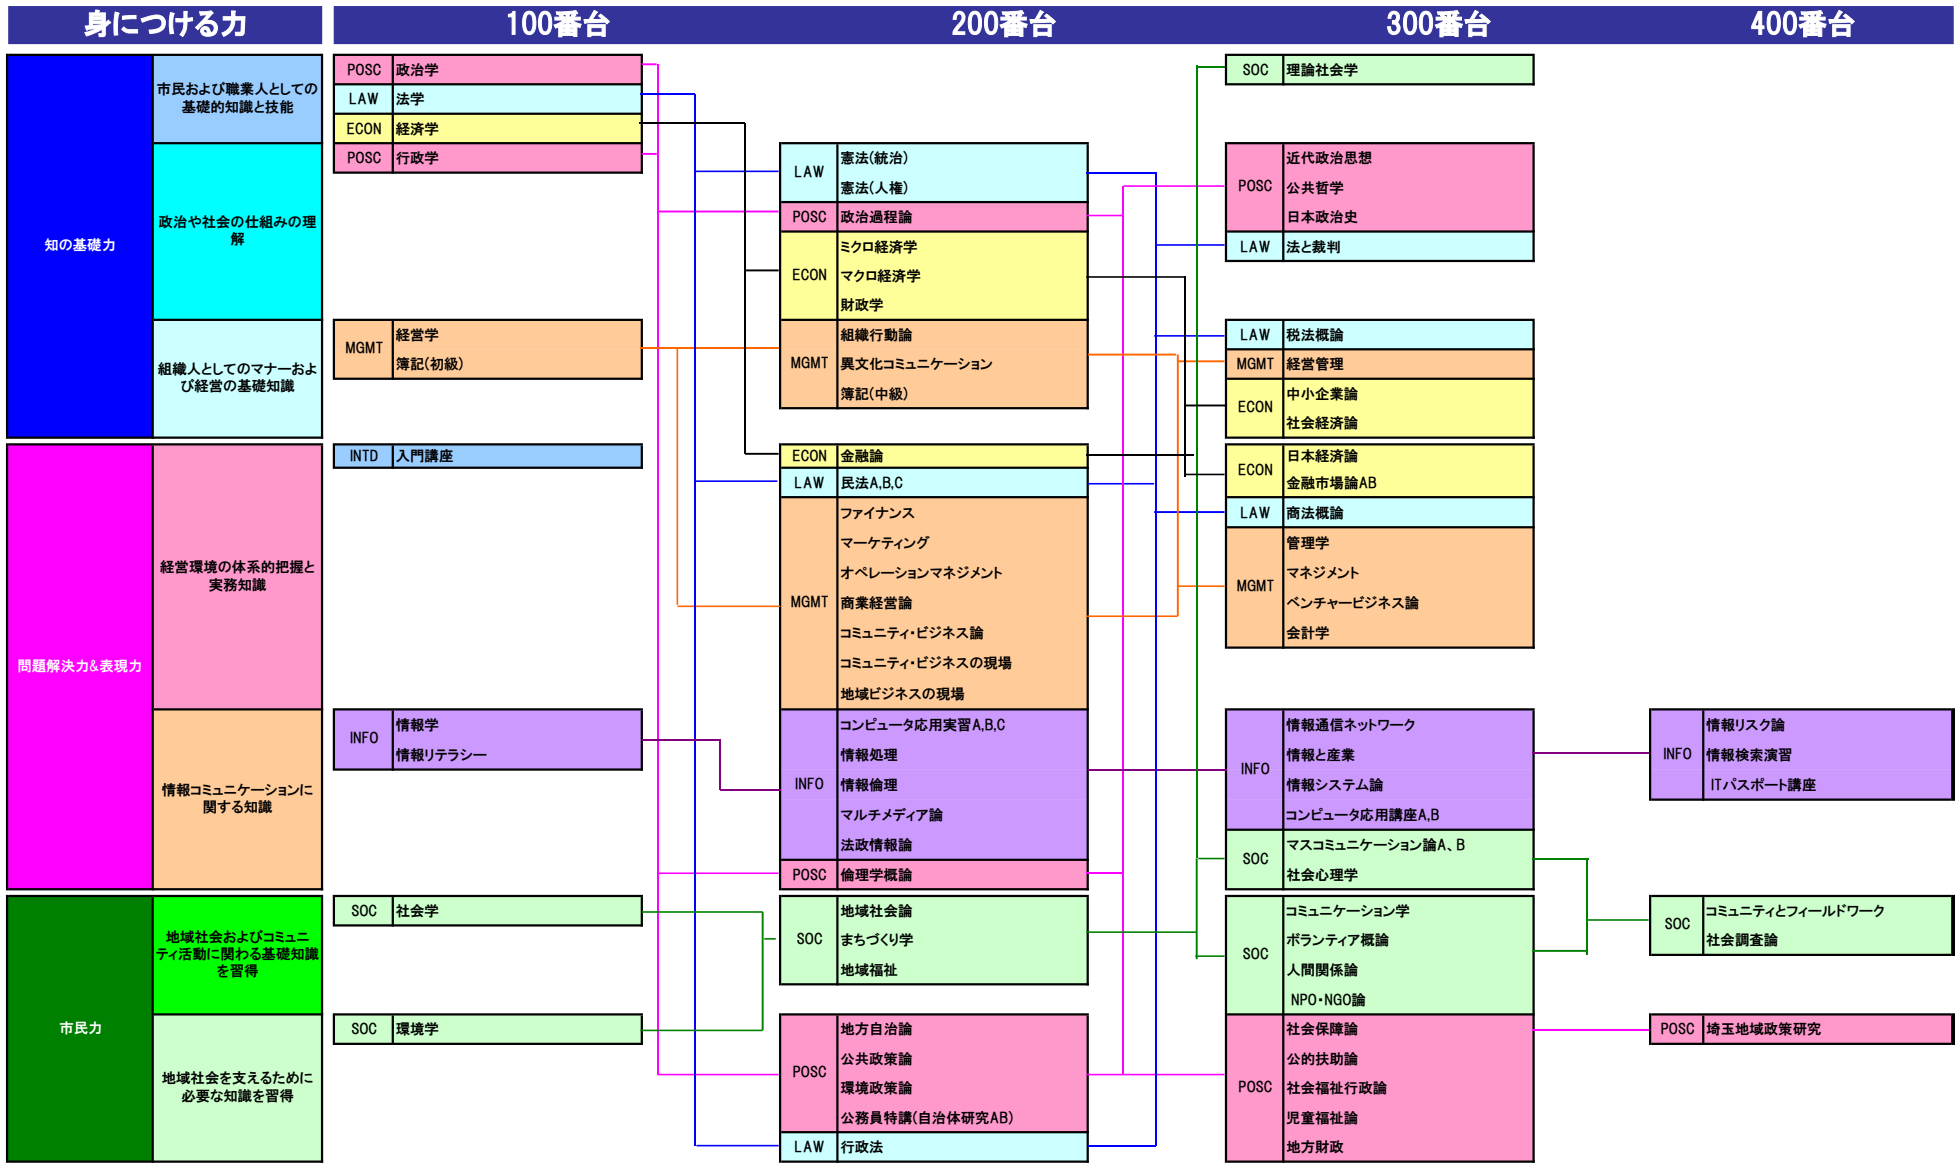 身につける力
100番台
200番台
300番台
400番台
知の基礎力
市民および職業人としての
基礎的知識と技能
POSC 政治学
LAW 法学
ECON 経済学
SOC 理論社会学
政治や社会の仕組みの理
解
POSC 行政学
LAW
憲法(統治)
憲法(人権)
POSC 政治過程論
ECON
ミクロ経済学
マクロ経済学
財政学
POSC
近代政治思想
公共哲学
日本政治史
LAW 法と裁判
組織人としてのマナーおよ
び経営の基礎知識
MGMT
経営学
簿記(初級)
MGMT
組織行動論
異文化コミュニケーション
簿記(中級)
LAW 税法概論
MGMT 経営管理
ECON
中小企業論
社会経済論
問題解決力&表現力
経営環境の体系的把握と
実務知識
INTD 入門講座
ECON 金融論
LAW 民法A,B,C
MGMT
ファイナンス
マーケティング
オペレーションマネジメント
商業経営論
コミュニティ・ビジネス論
コミュニティ・ビジネスの現場
地域ビジネスの現場
ECON
日本経済論
金融市場論AB
LAW 商法概論
MGMT
管理学
マネジメント
ベンチャービジネス論
会計学
情報コミュニケーションに
関する知識
INFO
情報学
情報リテラシー
INFO
コンピュータ応用実習A,B,C
情報処理
情報倫理
マルチメディア論
法政情報論
POSC 倫理学概論
INFO
情報通信ネットワーク
情報と産業
情報システム論
コンピュータ応用講座A,B
SOC
マスコミュニケーション論A、B
社会心理学
INFO
情報リスク論
情報検索演習
ITパスポート講座
市民力
地域社会およびコミュニ
ティ活動に関わる基礎知識
を習得
SOC 社会学
SOC
地域社会論
まちづくり学
地域福祉
SOC
コミュニケーション学
ボランティア概論
人間関係論
NPO・NGO論
SOC
コミュニティとフィールドワーク
社会調査論
地域社会を支えるために
必要な知識を習得
SOC 環境学
POSC
地方自治論
公共政策論
環境政策論
公務員特講(自治体研究AB)
LAW 行政法
POSC
社会保障論
公的扶助論
社会福祉行政論
児童福祉論
地方財政
POSC 埼玉地域政策研究